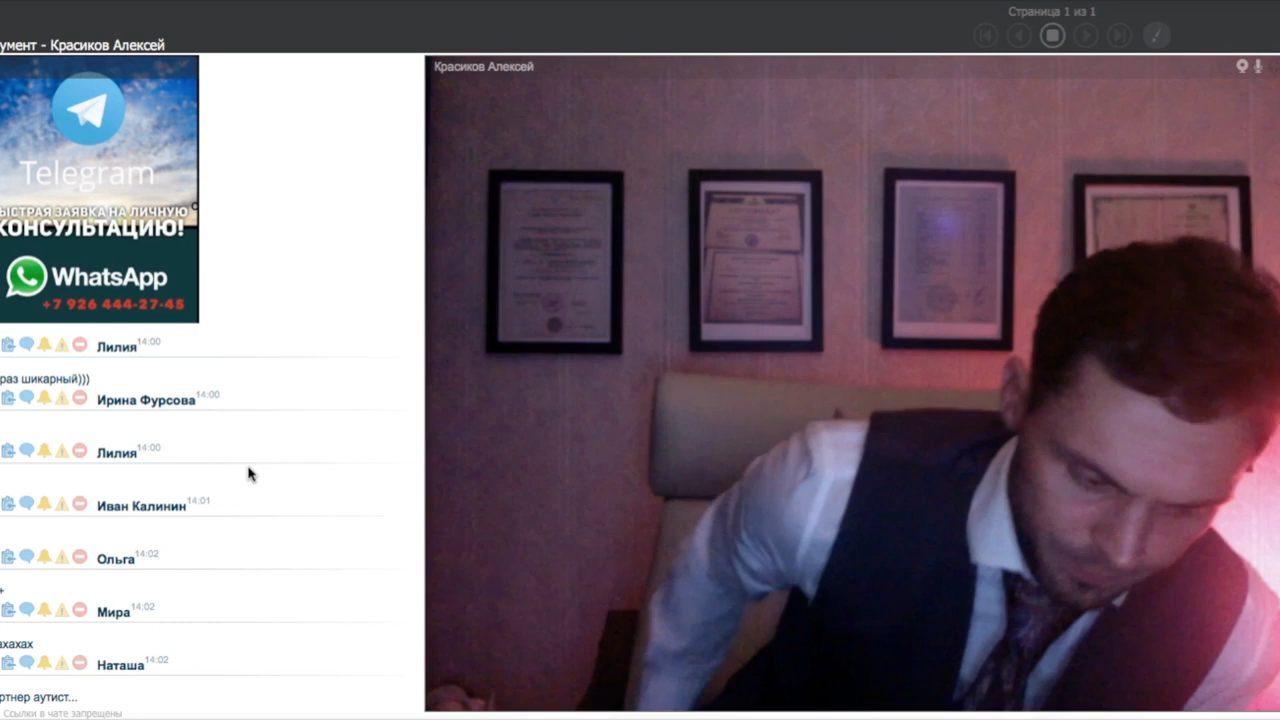 Страница 1 из 1
умент - Красиков Алексей
Красиков Алексей
Telegram
ЫСТРАЯ ЗАЯВКА НА ЛИЧНУЮ
КОНСУЛЬТАЦИЮ!
WhatsApp
+7 926 444-27-45
Лилия 14:00
раз шикарный)))
Ирина Фурсова 14:00
Лилия 14:00
Иван Калинин 14:01
Ольга 14:02
+
Мира 14:02
ахахах
Наташа 14:02
ртнер аутист...
Ссылки в чате запрещены